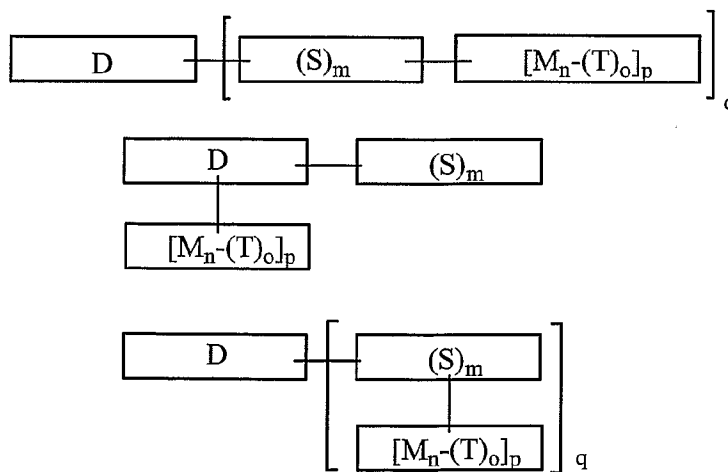 D (S)m [Mn-(T)o]p
D (S)m
[Mn-(T)o]p
D (S)m
[Mn-(T)o]p q